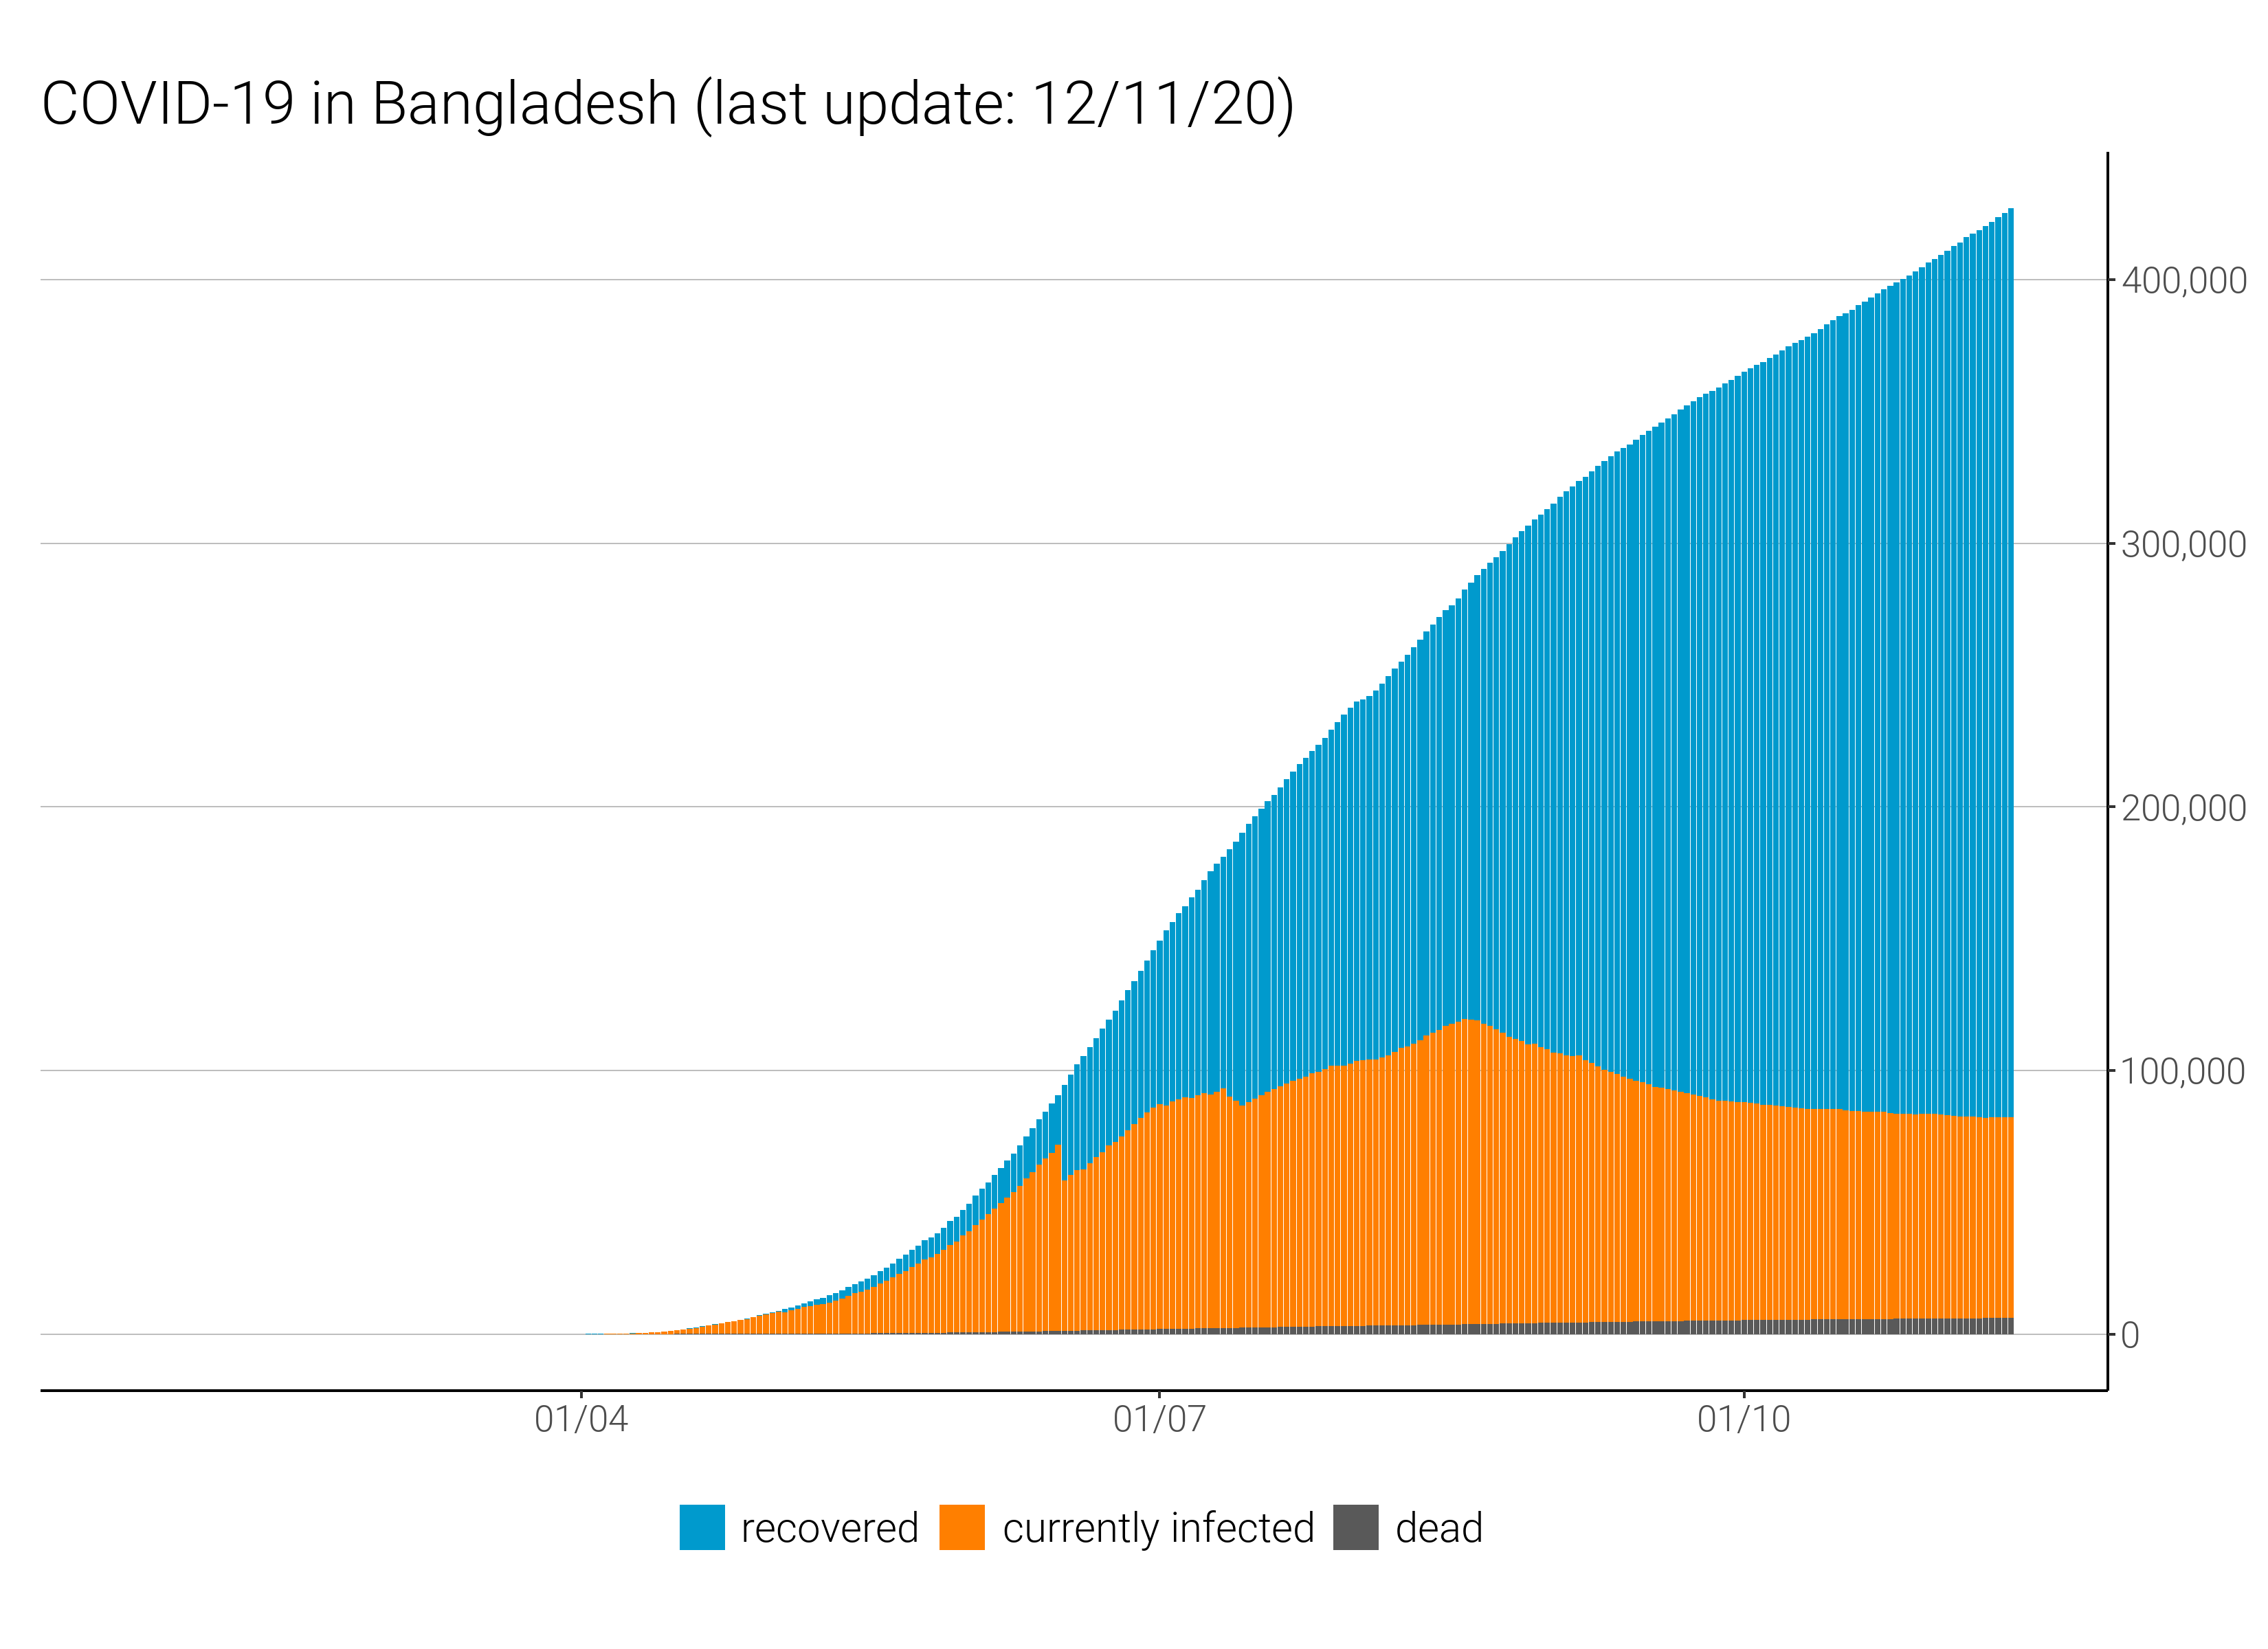 COVID-19 in Bangladesh (last update: 12/11/20)
400,000
300,000
200,000
100,000
0
01/04 01/07 01/10
recovered currently infected dead